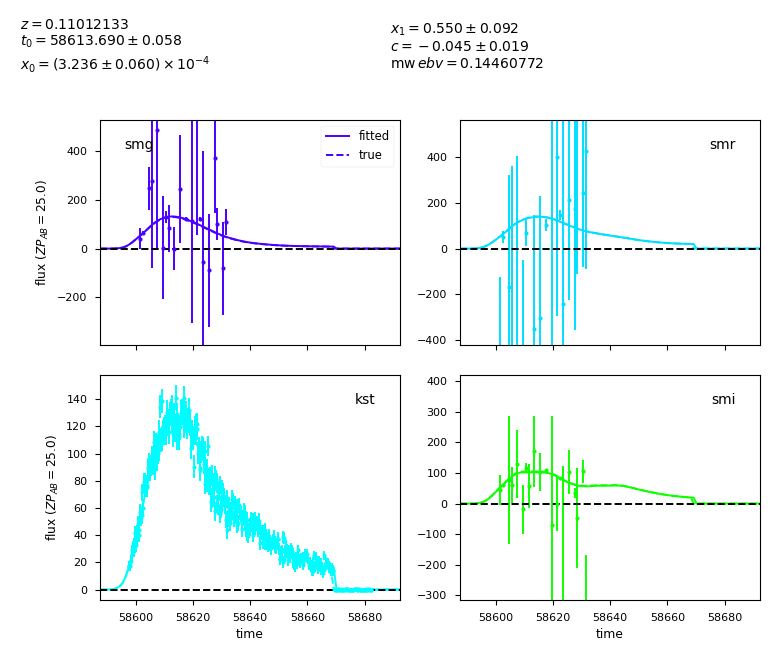 z = 0.11012133
t₀ = 58613.690 ± 0.058
x₀ = (3.236 ± 0.060) × 10⁻⁴
x₁ = 0.550 ± 0.092
c = −0.045 ± 0.019
mw ebv = 0.14460772
smg
fitted
true
400
200
0
−200
flux (ZP_AB = 25.0)
smr
400
200
0
−200
−400
kst
140
120
100
80
60
40
20
0
flux (ZP_AB = 25.0)
58600 58620 58640 58660 58680
time
smi
400
300
200
100
0
−100
−200
−300
58600 58620 58640 58660 58680
time